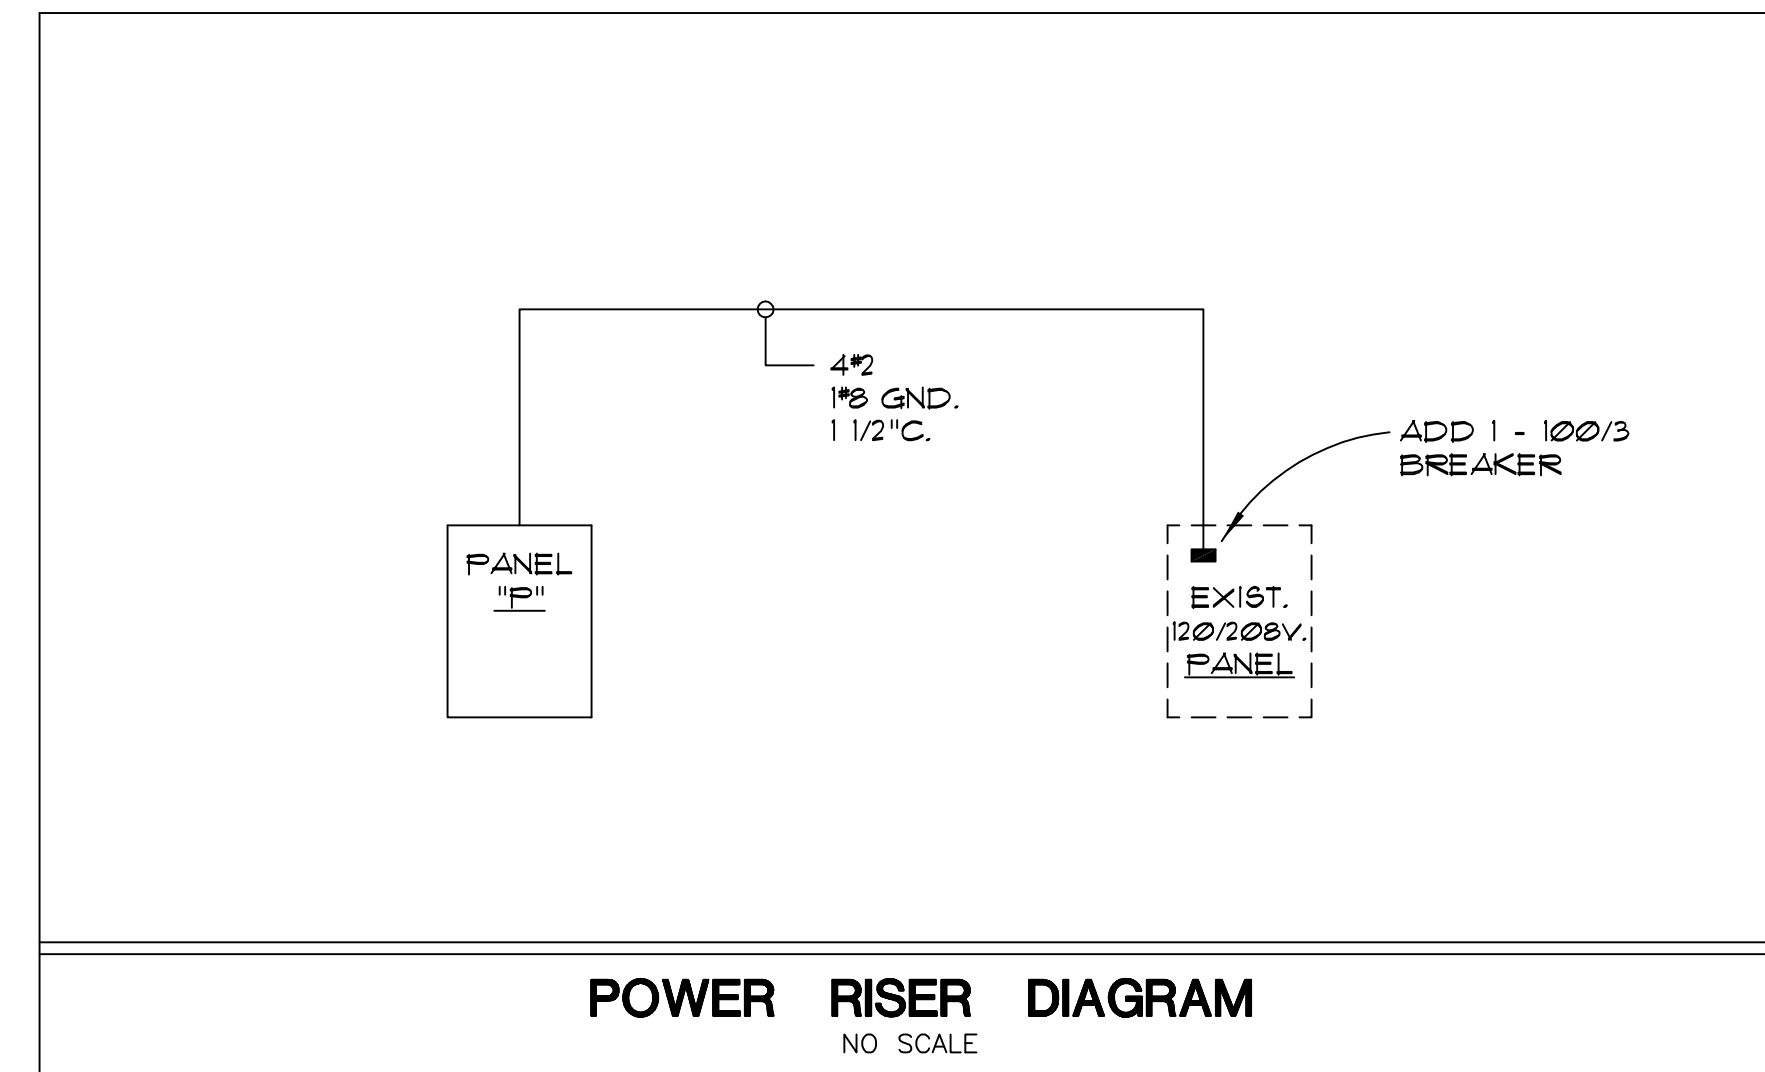 4#2
1#8 GND.
1 1/2"C.
ADD 1 - 100/3
BREAKER
PANEL
"P"
EXIST.
120/208V.
PANEL
POWER RISER DIAGRAM
NO SCALE